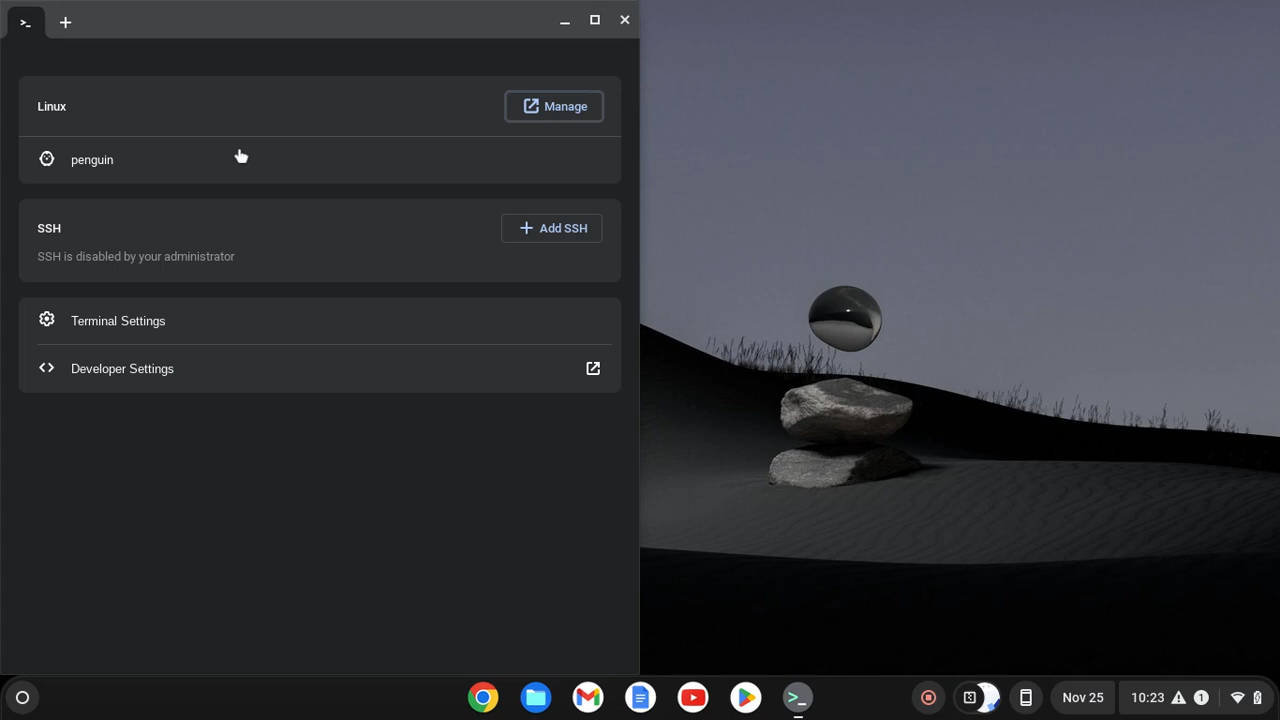 Linux
Manage
penguin
SSH
Add SSH
SSH is disabled by your administrator
Terminal Settings
Developer Settings
Nov 25
10:23
1